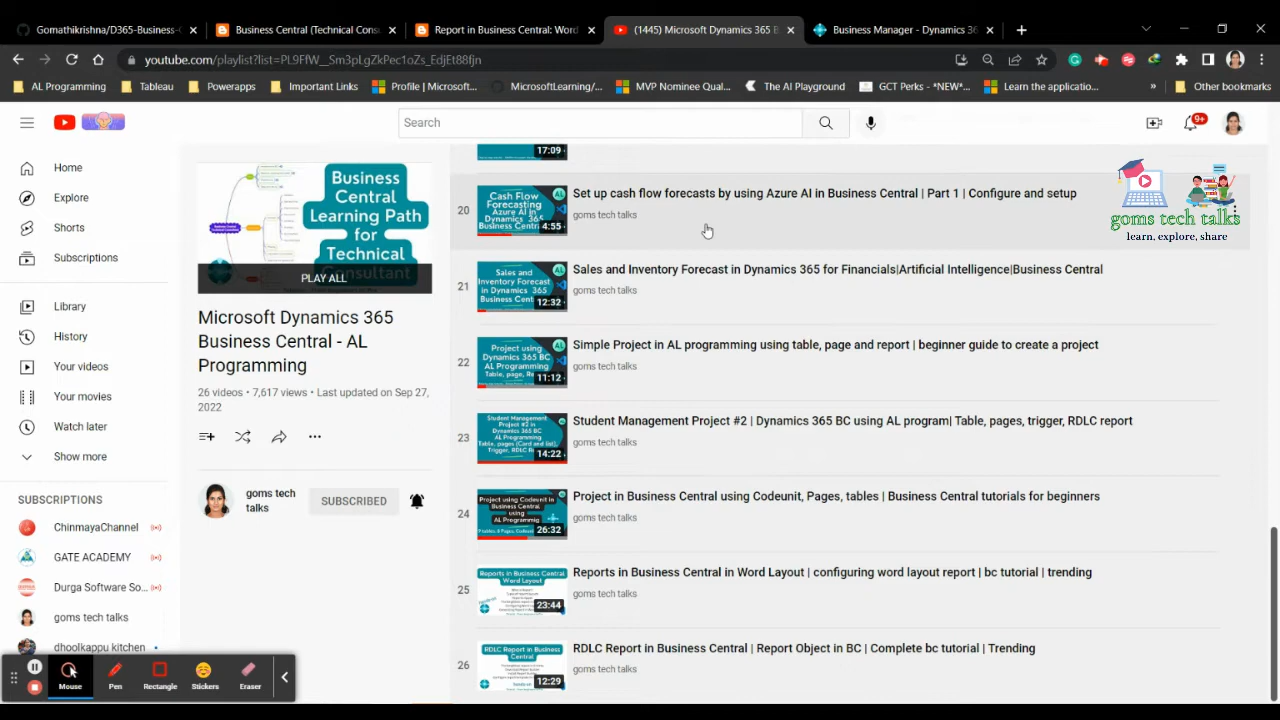 Gomathikrishna/D365-Business-
Business Central (Technical Cons
Report in Business Central: Word
(1445) Microsoft Dynamics 365 B
Business Manager - Dynamics 36
youtube.com/playlist?list=PL9FfW__Sm3pLgZkPec1oZs_EdjEt88fjn
AL Programming
Tableau
Powerapps
Important Links
Profile | Microsoft...
MicrosoftLearning/...
MVP Nominee Qual...
The AI Playground
GCT Perks - *NEW*...
Learn the applicatio...
»
Other bookmarks
Search
9+
Home
Explore
Shorts
Subscriptions
Library
History
Your videos
Your movies
Watch later
Show more
SUBSCRIPTIONS
ChinmayaChannel
GATE ACADEMY
Durga Software So...
goms tech talks
dhoolkappu kitchen
Mouse
Pen
Rectangle
Stickers
Eraser
Business
Central
Learning Path
for
Technical
Consultant
PLAY ALL
Microsoft Dynamics 365
Business Central - AL
Programming
26 videos • 7,617 views • Last updated on Sep 27,
2022
goms tech
talks
SUBSCRIBED
17:09
20
Cash Flow
Forecasting
Azure AI in
Dynamics 365
Business Cent
4:55
Set up cash flow forecasts by using Azure AI in Business Central | Part 1 | Configure and setup
goms tech talks
21
Sales and
Inventory Forecast
in Dynamics 365
Business Cent
12:32
Sales and Inventory Forecast in Dynamics 365 for Financials|Artificial Intelligence|Business Central
goms tech talks
22
Project using
Dynamics 365 BC
AL Programming
Table, page, Re
11:12
Simple Project in AL programming using table, page and report | beginner guide to create a project
goms tech talks
23
Student Management
Project #2 in
Dynamics 365 BC
AL Programming
14:22
Student Management Project #2 | Dynamics 365 BC using AL program| Table, pages, trigger, RDLC report
goms tech talks
24
Project using Codeunit in
Business Central
using
AL Programmig
26:32
Project in Business Central using Codeunit, Pages, tables | Business Central tutorials for beginners
goms tech talks
25
Reports in Business Central
Word Layout
23:44
Reports in Business Central in Word Layout | configuring word layout | Full bc tutorial | trending
goms tech talks
26
RDLC Report in Business
Central
12:29
RDLC Report in Business Central | Report Object in BC | Complete bc tutorial | Trending
goms tech talks
goms tech talks
learn, explore, share